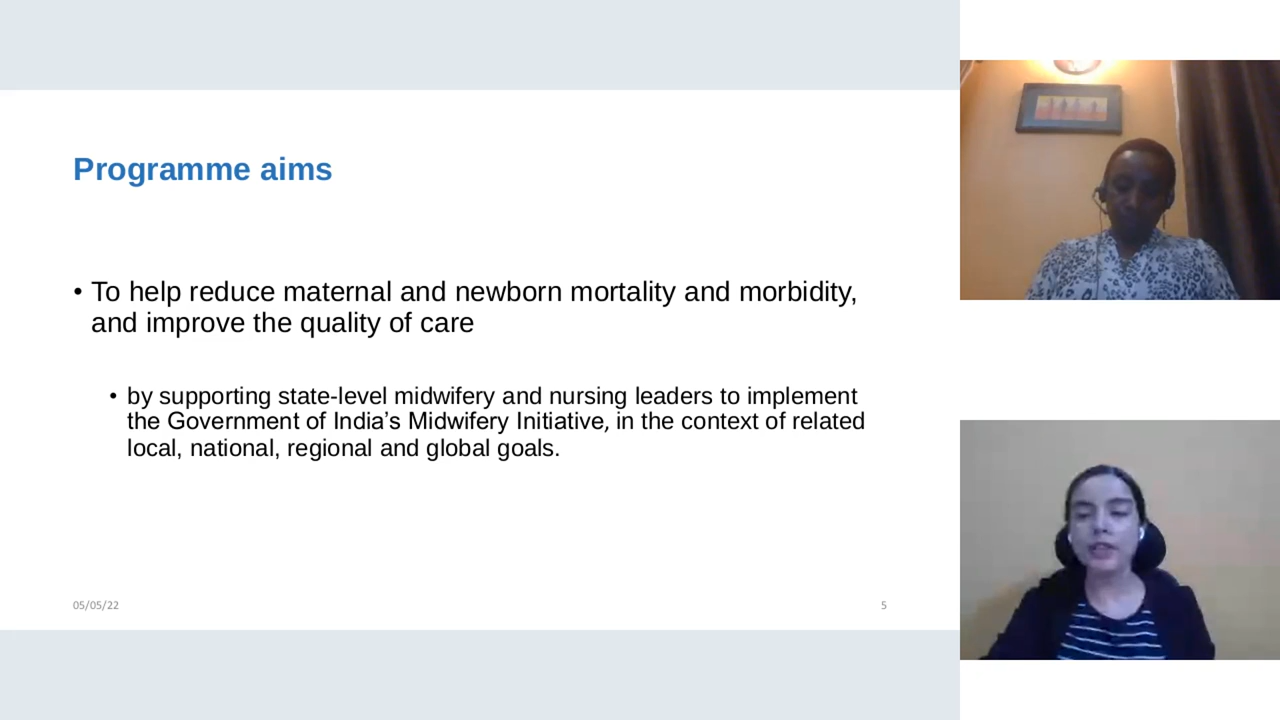 Programme aims
• To help reduce maternal and newborn mortality and morbidity,
and improve the quality of care
• by supporting state-level midwifery and nursing leaders to implement
the Government of India’s Midwifery Initiative, in the context of related
local, national, regional and global goals.
05/05/22
5